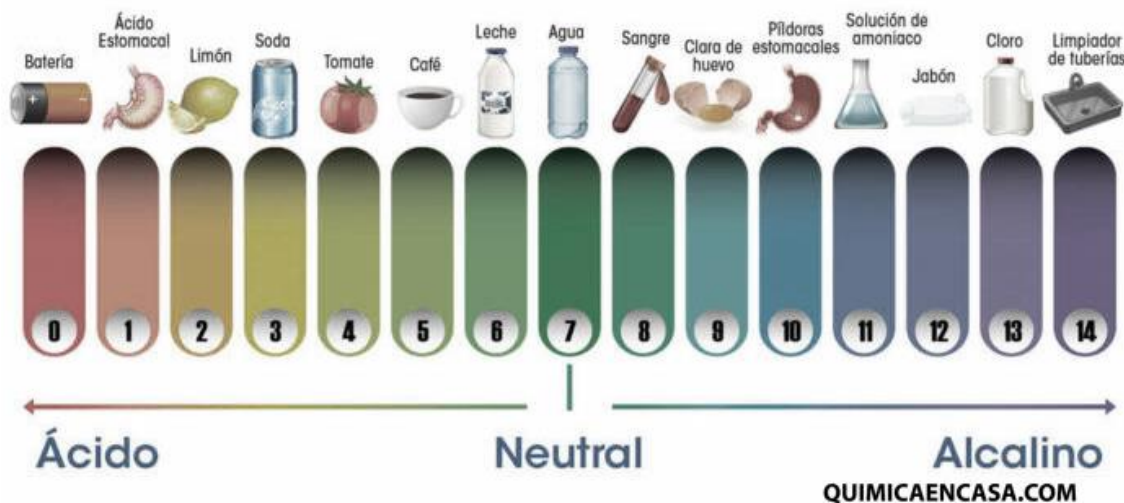 Batería
Ácido
Estomacal
Limón
Soda
Tomate
Café
Leche
Agua
Sangre
Clara de
huevo
Píldoras
estomacales
Solución de
amoníaco
Jabón
Cloro
Limpiador
de tuberías
0 1 2 3 4 5 6 7 8 9 10 11 12 13 14
Ácido Neutral Alcalino
QUIMICAENCASA.COM